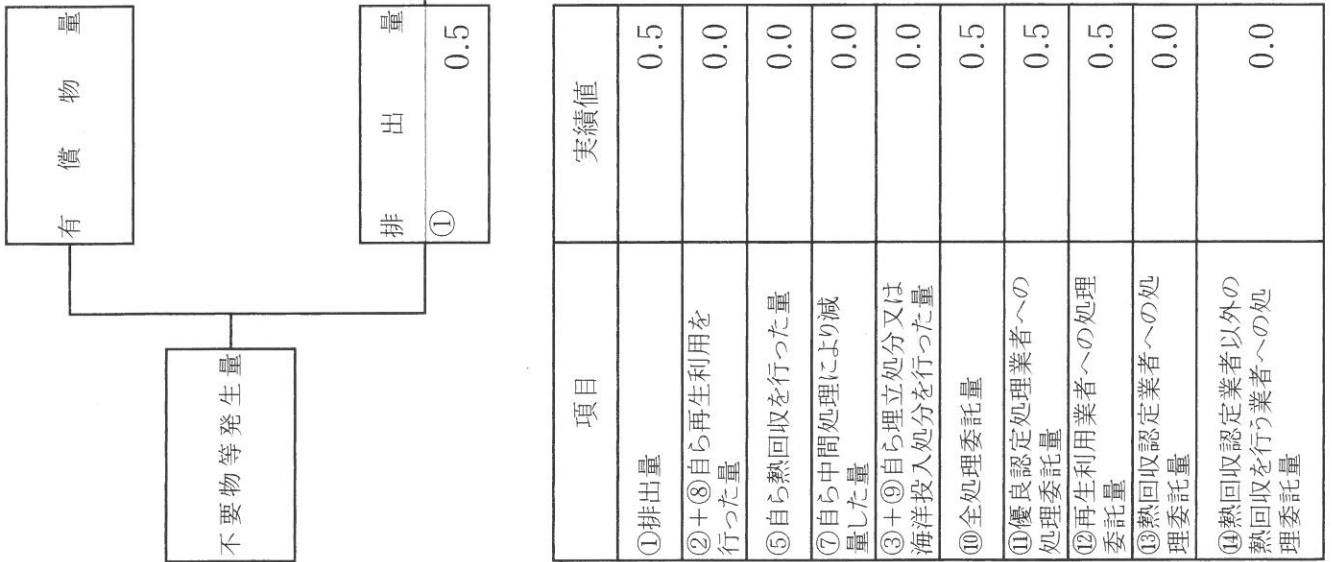 不要物等発生量
有償物量
排出量
①
0.5
項目
実績値
①排出量
0.5
②+⑧自ら再生利用を
行った量
0.0
⑤自ら熱回収を行った量
0.0
⑦自ら中間処理により減
量した量
0.0
③+⑨自ら埋立処分又は
海洋投入処分を行った量
0.0
⑩全処理委託量
0.5
⑪優良認定処理業者への
処理委託量
0.5
⑫再生利用業者への処理
委託量
0.5
⑬熱回収認定業者への処
理委託量
0.0
⑭熱回収認定業者以外の
熱回収を行う業者への処
理委託量
0.0